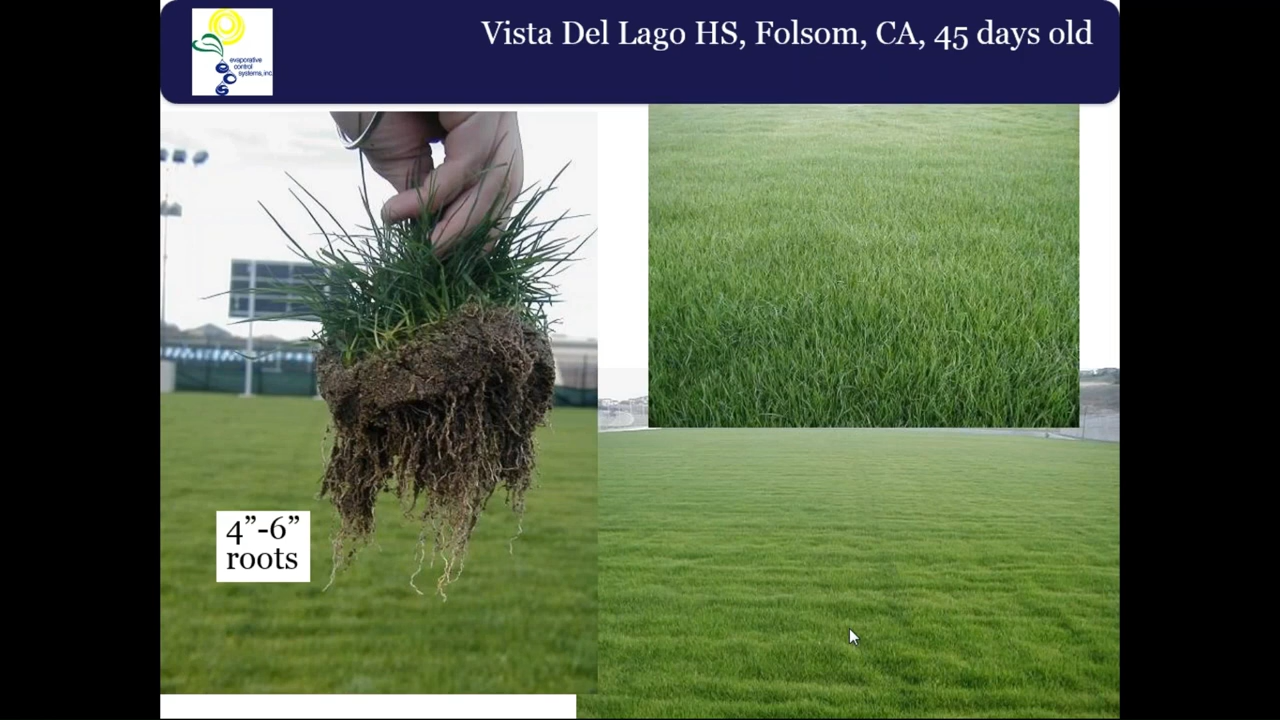 Vista Del Lago HS, Folsom, CA, 45 days old
evaporative
control
systems, inc.
4”-6”
roots